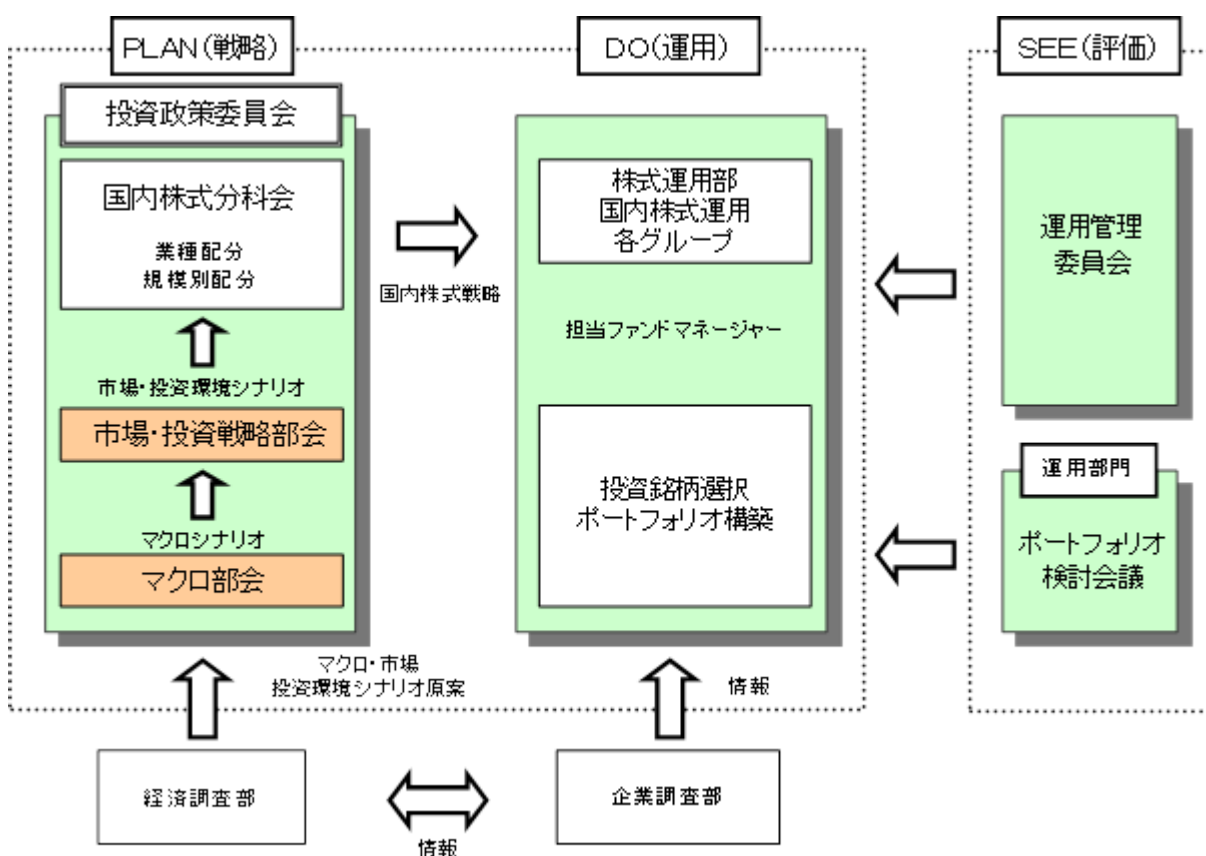 PLAN(戦略)
投資政策委員会
国内株式分科会
業種配分
規模別配分
市場・投資環境シナリオ
市場・投資戦略部会
マクロシナリオ
マクロ部会
国内株式戦略
DO(運用)
株式運用部
国内株式運用
各グループ
担当ファンドマネージャー
投資銘柄選択
ポートフォリオ構築
SEE(評価)
運用管理
委員会
運用部門
ポートフォリオ
検討会議
マクロ・市場
投資環境シナリオ原案
情報
経済調査部
情報
企業調査部